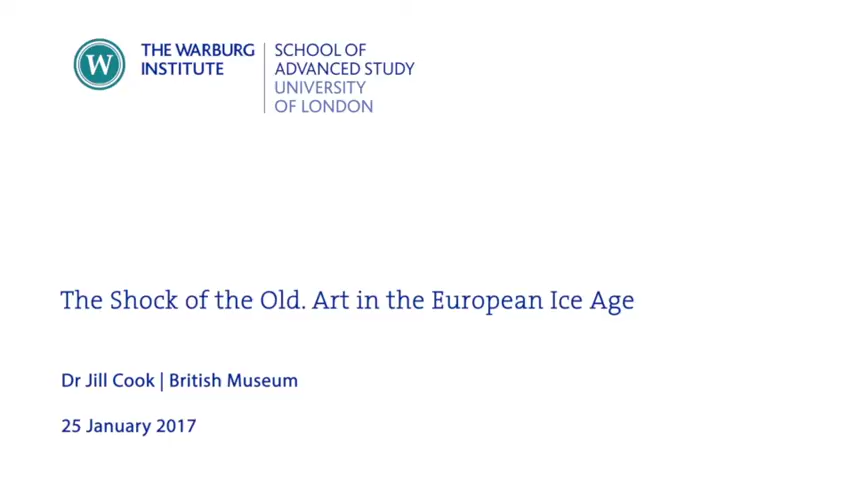 W
THE WARBURG
INSTITUTE
SCHOOL OF
ADVANCED STUDY
UNIVERSITY
OF LONDON
The Shock of the Old. Art in the European Ice Age
Dr Jill Cook | British Museum
25 January 2017